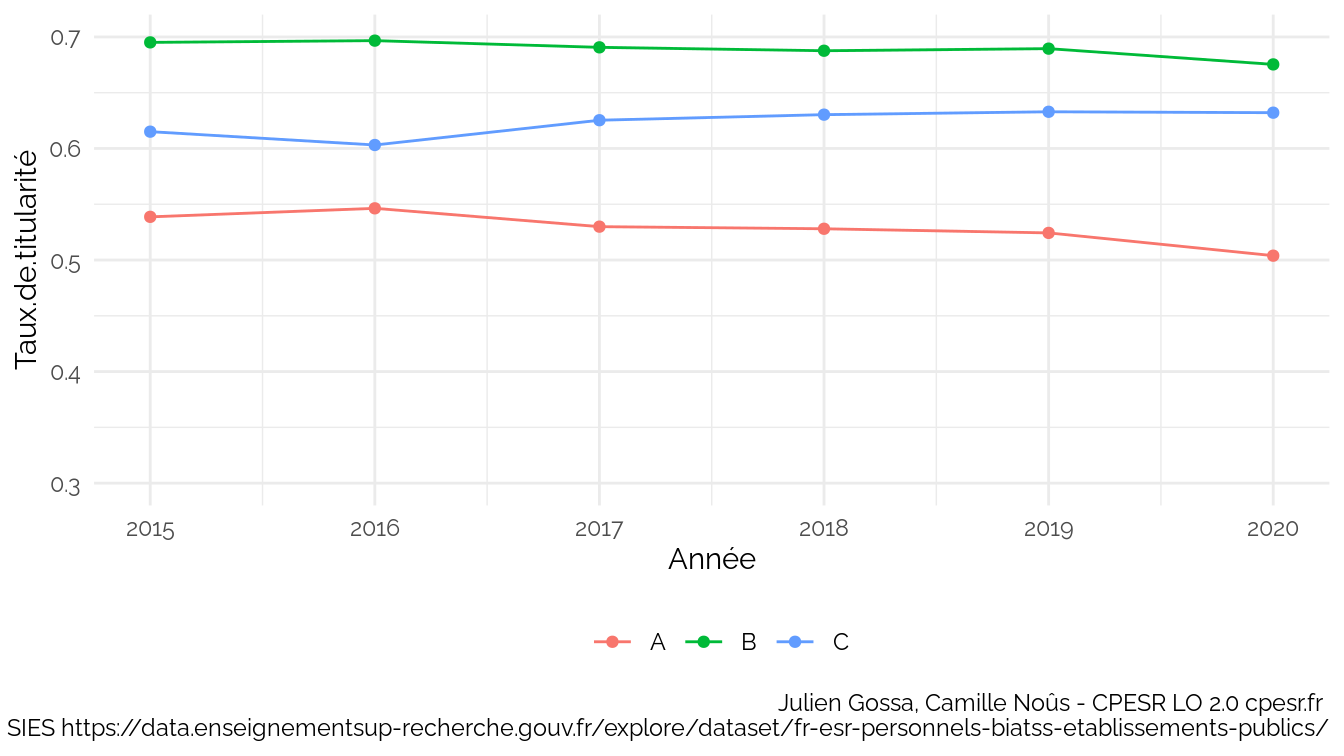 0.7
0.6
0.5
0.4
0.3
Taux.de.titularité
2015 2016 2017 2018 2019 2020
Année
A B C
Julien Gossa, Camille Noûs - CPESR LO 2.0 cpesr.fr
SIES https://data.enseignementsup-recherche.gouv.fr/explore/dataset/fr-esr-personnels-biatss-etablissements-publics/